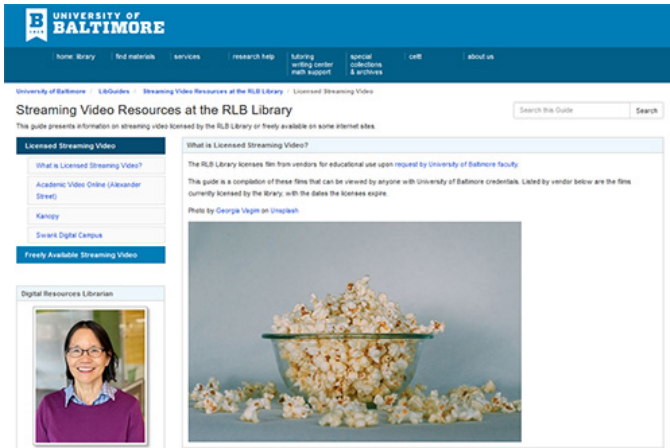 UNIVERSITY OF
BALTIMORE
home: library
find materials
services
research help
tutoring
writing center
math support
special
collections
& archives
celtt
about us
University of Baltimore / LibGuides / Streaming Video Resources at the RLB Library / Licensed Streaming Video
Streaming Video Resources at the RLB Library
Search this Guide
Search
This guide presents information on streaming video licensed by the RLB Library or freely available on some internet sites.
Licensed Streaming Video
What is Licensed Streaming Video?
Academic Video Online (Alexander
Street)
Kanopy
Swank Digital Campus
Freely Available Streaming Video
Digital Resources Librarian
What is Licensed Streaming Video?
The RLB Library licenses film from vendors for educational use upon request by University of Baltimore faculty.
This guide is a compilation of these films that can be viewed by anyone with University of Baltimore credentials. Listed by vendor below are the films
currently licensed by the library, with the dates the licenses expire.
Photo by Georgia Vagim on Unsplash